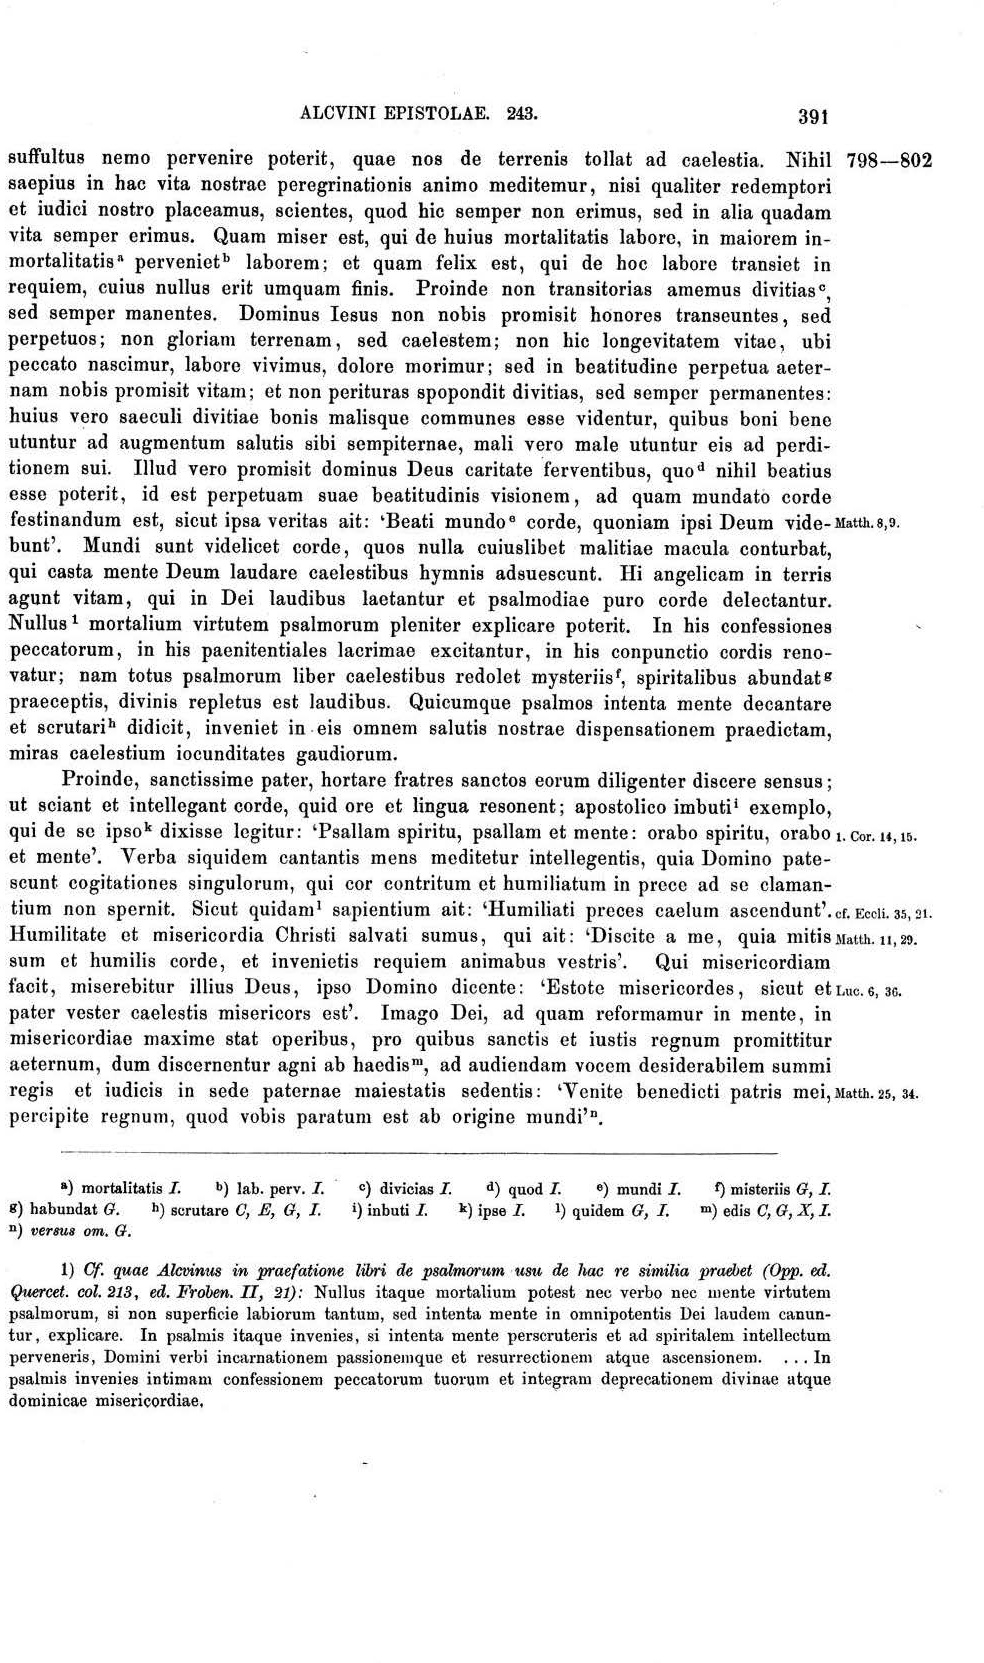 ALCVINI EPISTOLAE. 243. 391
suffultus nemo pervenire poterit, quae nos de terrenis tollat ad caelestia. Nihil 798—802
saepius in hac vita nostrae peregrinationis animo meditemur, nisi qualiter redemptori
et iudici nostro placeamus, scientes, quod hic semper non erimus, sed in alia quadam
vita semper erimus. Quam miser est, qui de huius mortalitatis labore, in maiorem in-
mortalitatisᵃ pervenietᵇ laborem; et quam felix est, qui de hoc labore transiet in
requiem, cuius nullus erit umquam finis. Proinde non transitorias amemus divitiasᶜ,
sed semper manentes. Dominus Iesus non nobis promisit honores transeuntes, sed
perpetuos; non gloriam terrenam, sed caelestem; non hic longevitatem vitae, ubi
peccato nascimur, labore vivimus, dolore morimur; sed in beatitudine perpetua aeter-
nam nobis promisit vitam; et non perituras spopondit divitias, sed semper permanentes:
huius vero saeculi divitiae bonis malisque communes esse videntur, quibus boni bene
utuntur ad augmentum salutis sibi sempiternae, mali vero male utuntur eis ad perdi-
tionem sui. Illud vero promisit dominus Deus caritate ferventibus, quoᵈ nihil beatius
esse poterit, id est perpetuam suae beatitudinis visionem, ad quam mundato corde
festinandum est, sicut ipsa veritas ait: ‘Beati mundoᵉ corde, quoniam ipsi Deum vide- Matth. 8, 9.
bunt’. Mundi sunt videlicet corde, quos nulla cuiuslibet malitiae macula conturbat,
qui casta mente Deum laudare caelestibus hymnis adsuescunt. Hi angelicam in terris
agunt vitam, qui in Dei laudibus laetantur et psalmodiae puro corde delectantur.
Nullus¹ mortalium virtutem psalmorum pleniter explicare poterit. In his confessiones
peccatorum, in his paenitentiales lacrimae excitantur, in his conpunctio cordis reno-
vatur; nam totus psalmorum liber caelestibus redolet mysteriisᶠ, spiritalibus abundatᵍ
praeceptis, divinis repletus est laudibus. Quicumque psalmos intenta mente decantare
et scrutariʰ didicit, inveniet in eis omnem salutis nostrae dispensationem praedictam,
miras caelestium iocunditates gaudiorum.
Proinde, sanctissime pater, hortare fratres sanctos eorum diligenter discere sensus;
ut sciant et intellegant corde, quid ore et lingua resonent; apostolico imbutiⁱ exemplo,
qui de se ipsoᵏ dixisse legitur: ‘Psallam spiritu, psallam et mente: orabo spiritu, orabo 1. Cor. 14, 15.
et mente’. Verba siquidem cantantis mens meditetur intellegentis, quia Domino pate-
scunt cogitationes singulorum, qui cor contritum et humiliatum in prece ad se claman-
tium non spernit. Sicut quidamˡ sapientium ait: ‘Humiliati preces caelum ascendunt’. cf. Eccli. 35, 21.
Humilitate et misericordia Christi salvati sumus, qui ait: ‘Discite a me, quia mitis Matth. 11, 29.
sum et humilis corde, et invenietis requiem animabus vestris’. Qui misericordiam
facit, miserebitur illius Deus, ipso Domino dicente: ‘Estote misericordes, sicut et Luc. 6, 36.
pater vester caelestis misericors est’. Imago Dei, ad quam reformamur in mente, in
misericordiae maxime stat operibus, pro quibus sanctis et iustis regnum promittitur
aeternum, dum discernentur agni ab haedisᵐ, ad audiendam vocem desiderabilem summi
regis et iudicis in sede paternae maiestatis sedentis: ‘Venite benedicti patris mei, Matth. 25, 34.
percipite regnum, quod vobis paratum est ab origine mundi’ⁿ.
ᵃ) mortalitatis I. ᵇ) lab. perv. I. ᶜ) divicias I. ᵈ) quod I. ᵉ) mundi I. ᶠ) misteriis G, I.
ᵍ) habundat G. ʰ) scrutare C, E, G, I. ⁱ) inbuti I. ᵏ) ipse I. ˡ) quidem G, I. ᵐ) edis C, G, X, I.
ⁿ) versus om. G.
1) Cf. quae Alcvinus in praefatione libri de psalmorum usu de hac re similia praebet (Opp. ed.
Quercet. col. 213, ed. Froben. II, 21): Nullus itaque mortalium potest nec verbo nec mente virtutem
psalmorum, si non superficie labiorum tantum, sed intenta mente in omnipotentis Dei laudem canun-
tur, explicare. In psalmis itaque invenies, si intenta mente perscruteris et ad spiritalem intellectum
perveneris, Domini verbi incarnationem passionemque et resurrectionem atque ascensionem. ... In
psalmis invenies intimam confessionem peccatorum tuorum et integram deprecationem divinae atque
dominicae misericordiae.